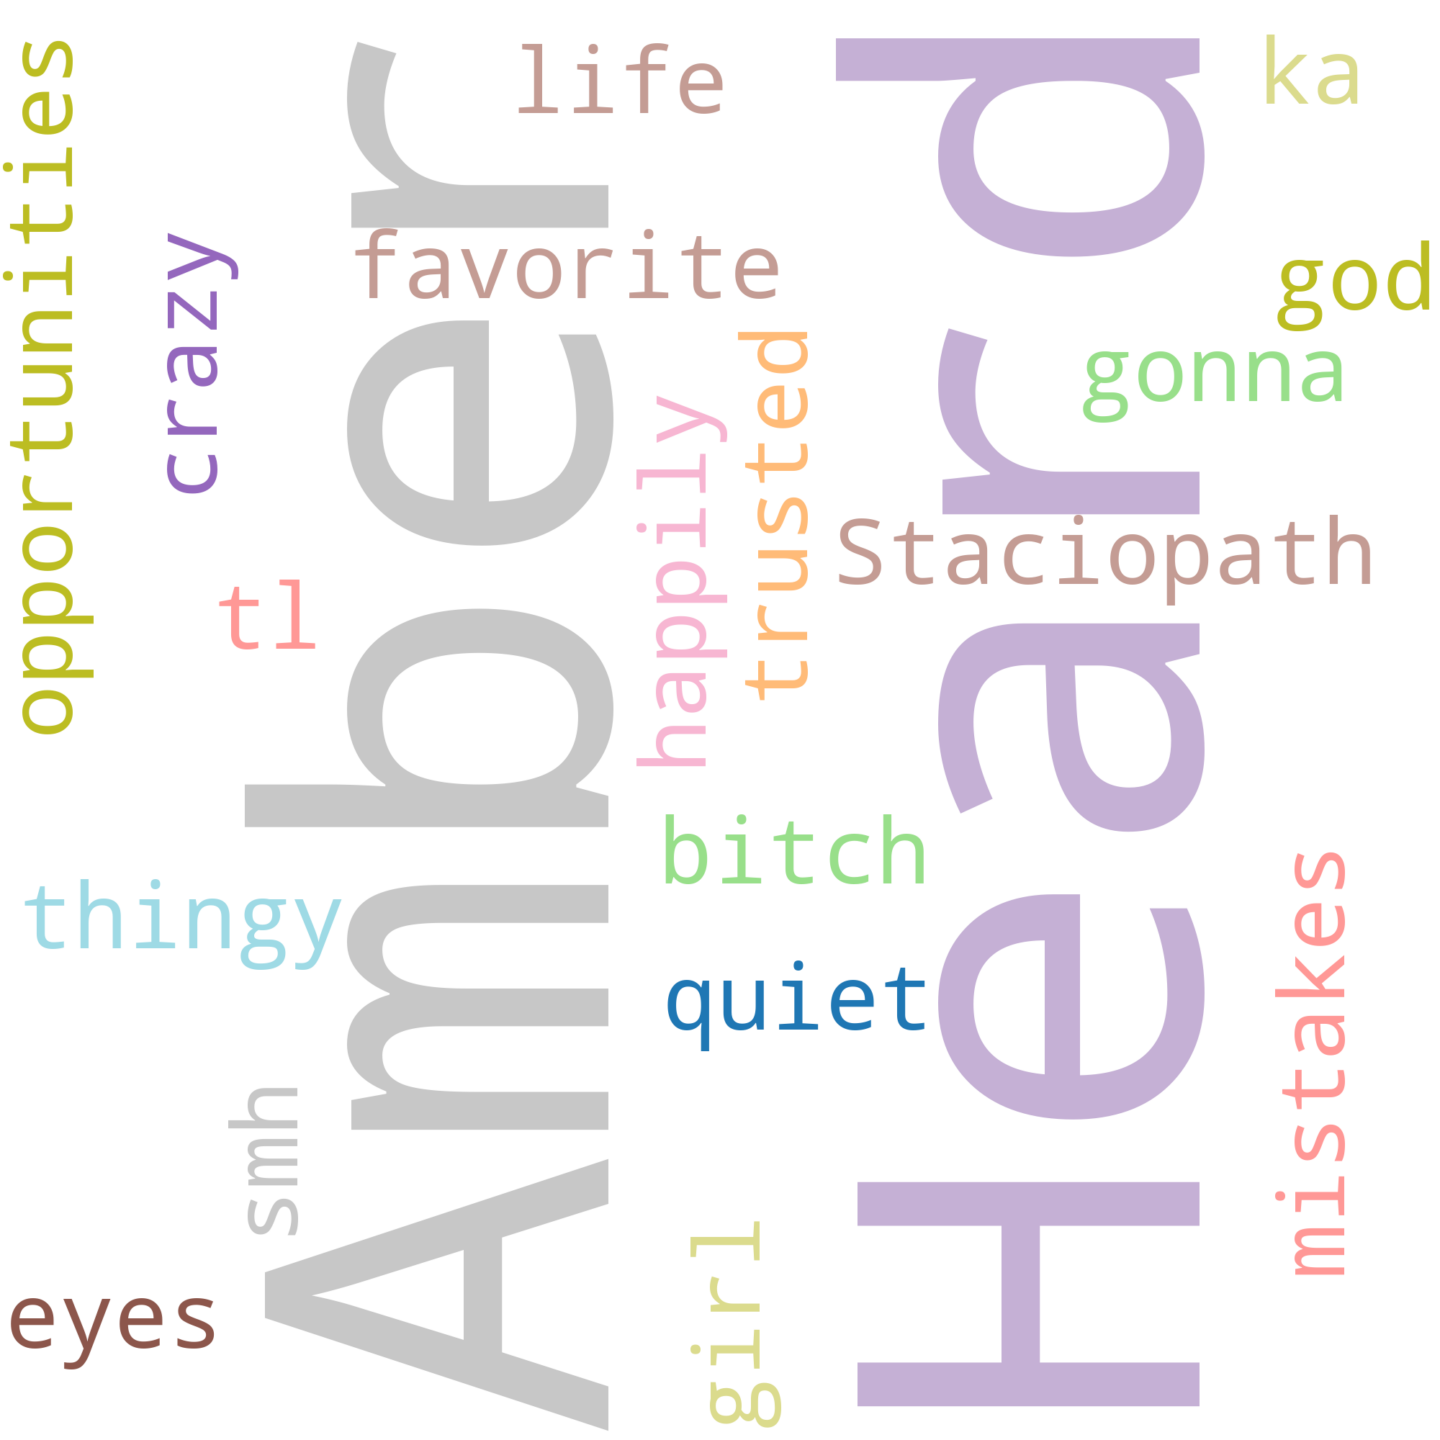 life
ka
opportunities
crazy
favorite
god
gonna
trusted
happily
Staciopath
tl
Amber
Heard
bitch
thingy
quiet
mistakes
smh
girl
eyes